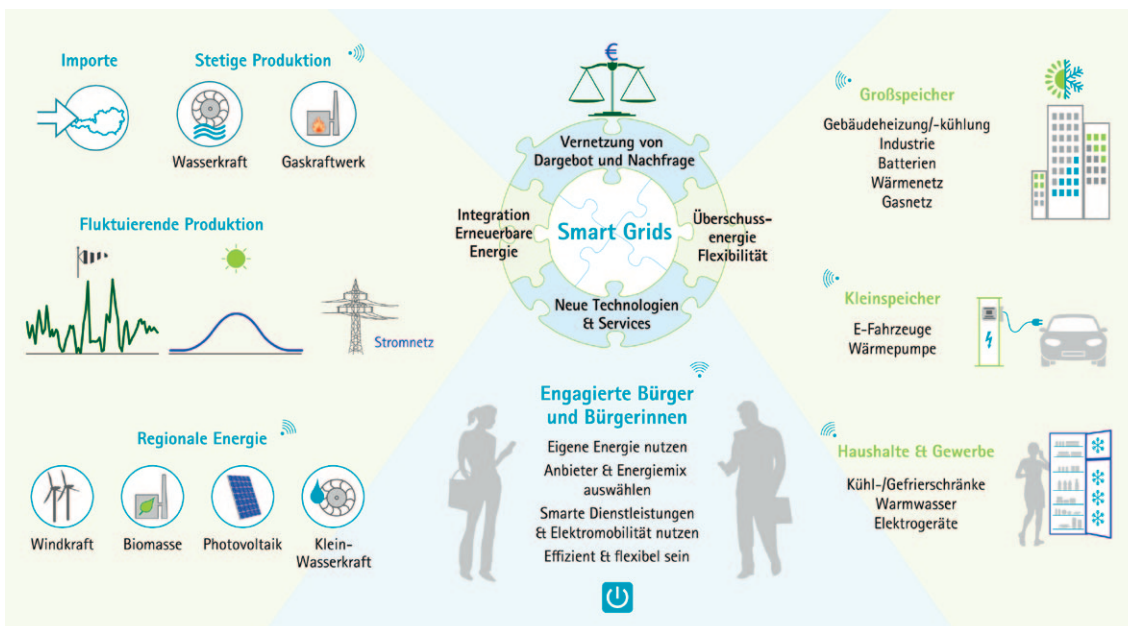 Importe
Stetige Produktion
Wasserkraft
Gaskraftwerk
Fluktuierende Produktion
Stromnetz
Regionale Energie
Windkraft
Biomasse
Photovoltaik
Klein-
Wasserkraft
€
Vernetzung von
Dargebot und Nachfrage
Integration
Erneuerbare
Energie
Smart Grids
Überschuss-
energie
Flexibilität
Neue Technologien
& Services
Engagierte Bürger
und Bürgerinnen
Eigene Energie nutzen
Anbieter & Energiemix
auswählen
Smarte Dienstleistungen
& Elektromobilität nutzen
Effizient & flexibel sein
Großspeicher
Gebäudeheizung/-kühlung
Industrie
Batterien
Wärmenetz
Gasnetz
Kleinspeicher
E-Fahrzeuge
Wärmepumpe
Haushalte & Gewerbe
Kühl-/Gefrierschränke
Warmwasser
Elektrogeräte